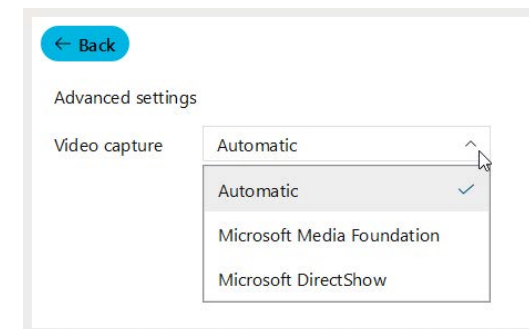 ← Back
Advanced settings
Video capture Automatic
Automatic
Microsoft Media Foundation
Microsoft DirectShow